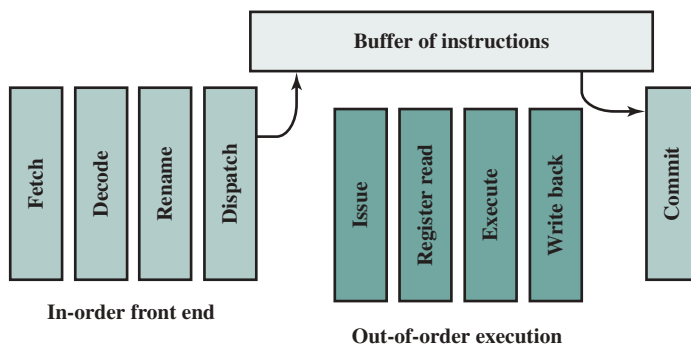 Buffer of instructions
Fetch
Decode
Rename
Dispatch
Issue
Register read
Execute
Write back
Commit
In-order front end
Out-of-order execution